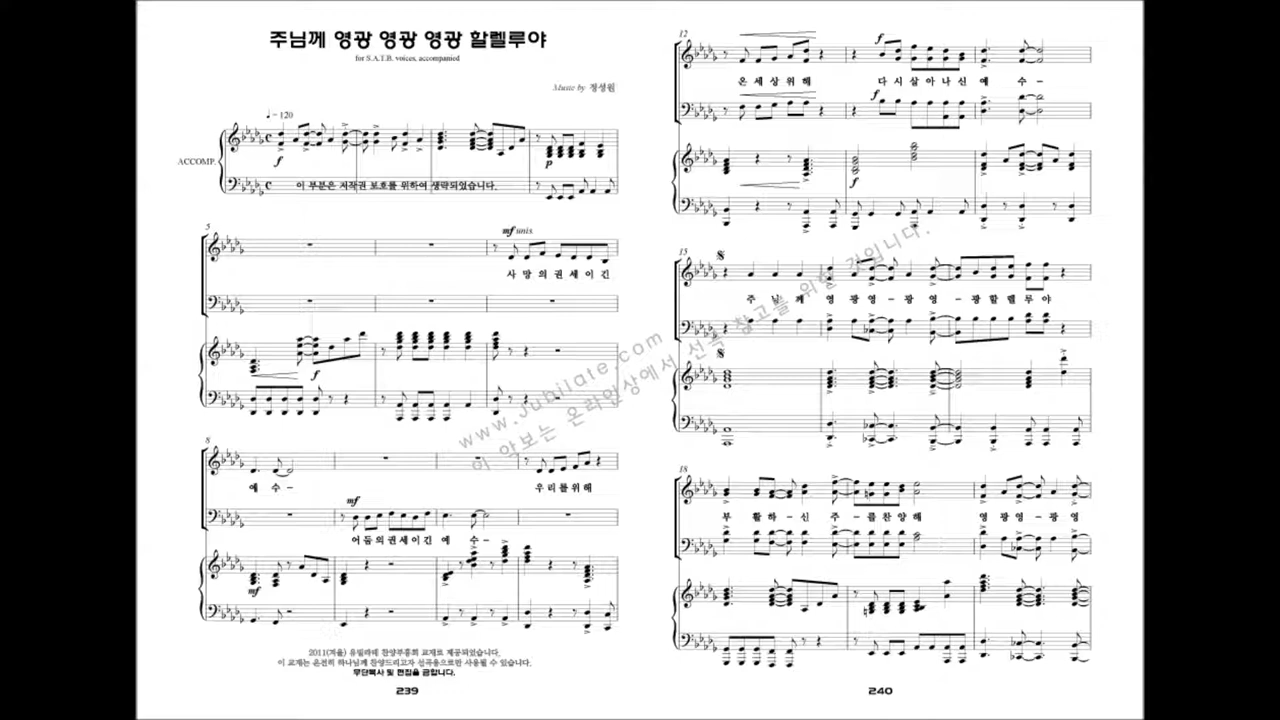 주님께 영광 영광 영광 할렐루야
for S.A.T.B. voices, accompanied
Music by 정성원
♩= 120
ACCOMP.
f
p
이 부분은 저작권 보호를 위하여 생략되었습니다.
5
mf unis.
사 망 의 권 세 이 긴
f
8
예 수 -
우 리 를 위 해
mf
어 둠 의 권 세 이 긴 예 수 -
mf
2011(겨울) 유빌라테 찬양부흥회 교재로 제공되었습니다.
이 교재는 온전히 하나님께 찬양드리고자 선곡용으로만 사용될 수 있습니다.
무단복사 및 편집을 금합니다.
239
12
f
온 세 상 위 해 다 시 살 아 나 신 예 수 -
f
f
15
주 님 께 영 광 영 - 광 영 - 광 할 렐 루 야
18
부 활 하 - 신 주 - 를 찬 양 해 영 광 영 - 광 영
240
www.Jubilate.com
이 악보는 온라인상에서 선곡 참고를 위한 것입니다.